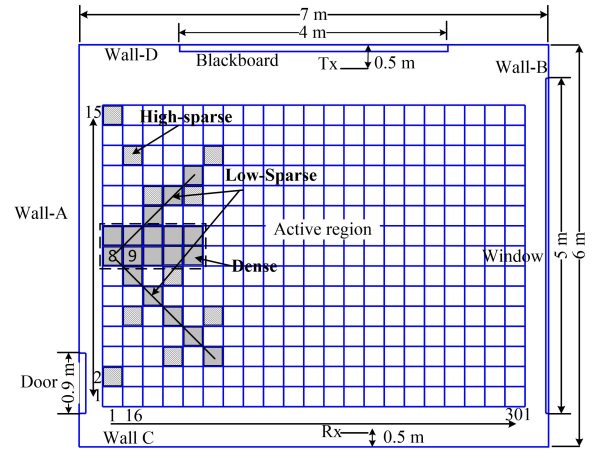 7 m
4 m
Wall-D
Blackboard
Tx
0.5 m
Wall-B
15
High-sparse
Low-Sparse
Wall-A
Active region
8 9
Dense
Window
5 m
6 m
Door
0.9 m
2
1
1 16
301
Wall C
Rx
0.5 m